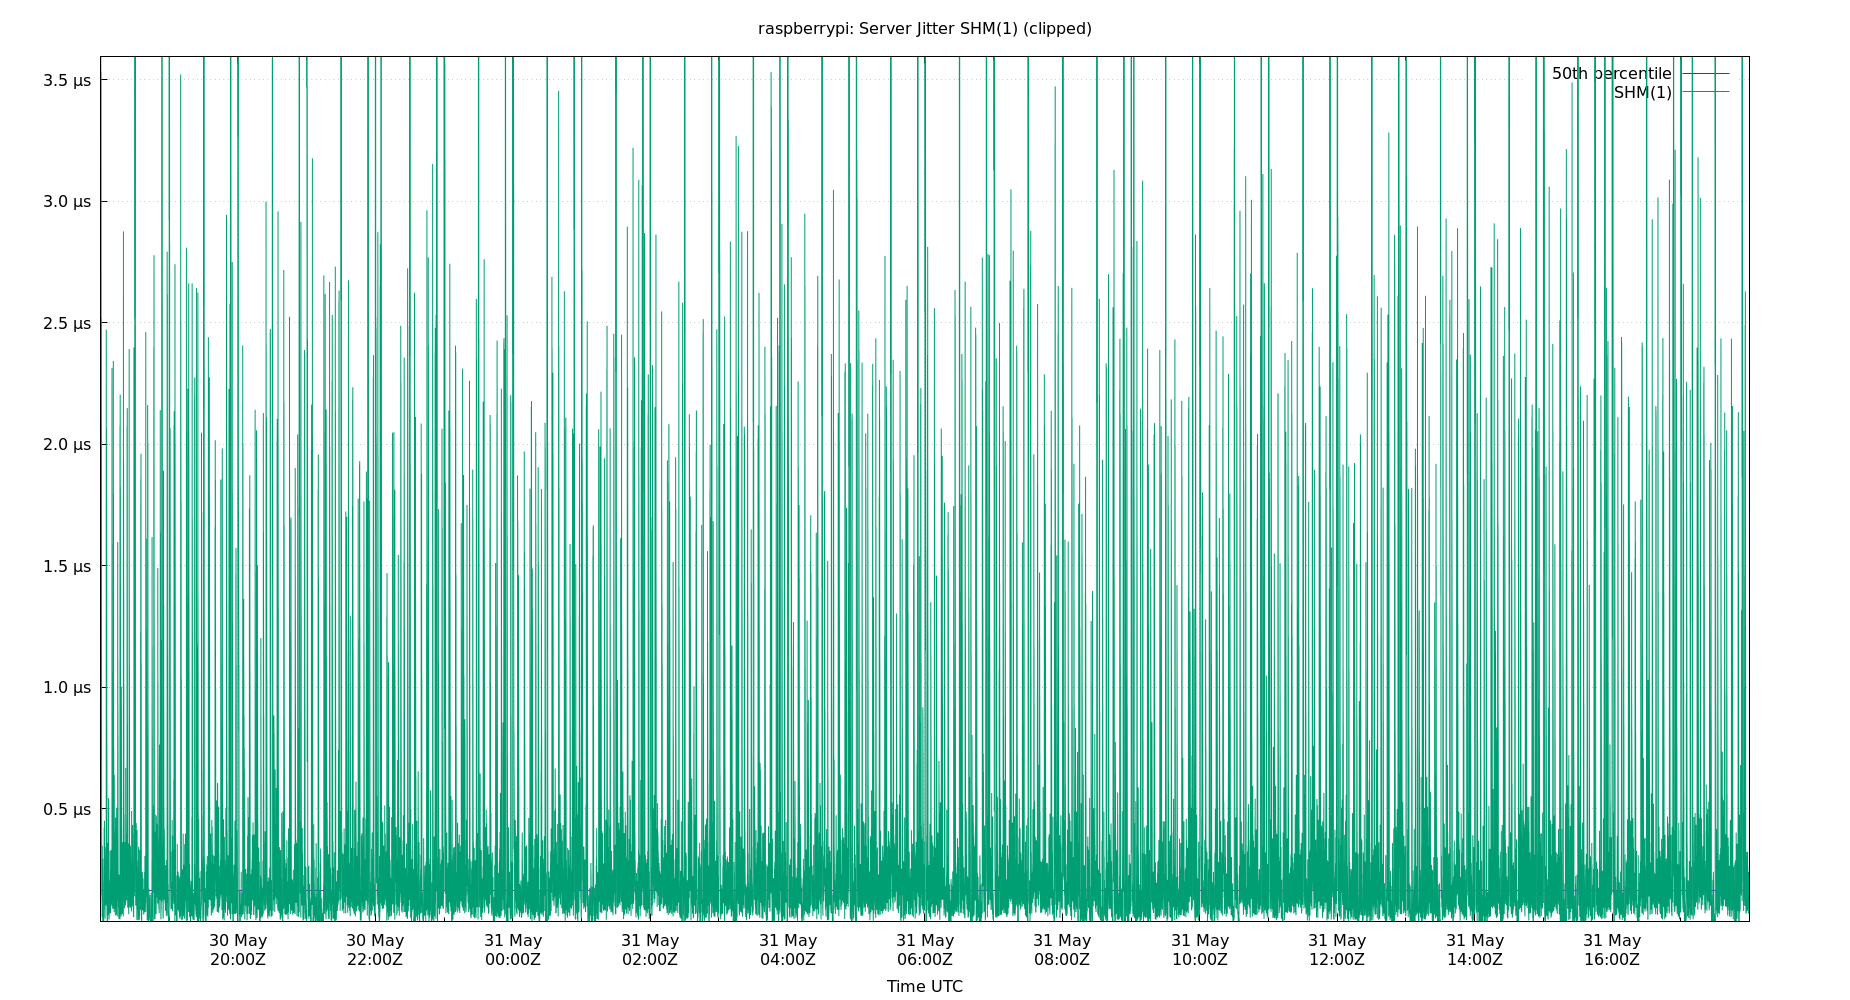 raspberrypi: Server Jitter SHM(1) (clipped)
50th percentile
SHM(1)
3.5 µs
3.0 µs
2.5 µs
2.0 µs
1.5 µs
1.0 µs
0.5 µs
30 May 30 May 31 May 31 May 31 May 31 May 31 May 31 May 31 May 31 May 31 May
20:00Z 22:00Z 00:00Z 02:00Z 04:00Z 06:00Z 08:00Z 10:00Z 12:00Z 14:00Z 16:00Z
Time UTC